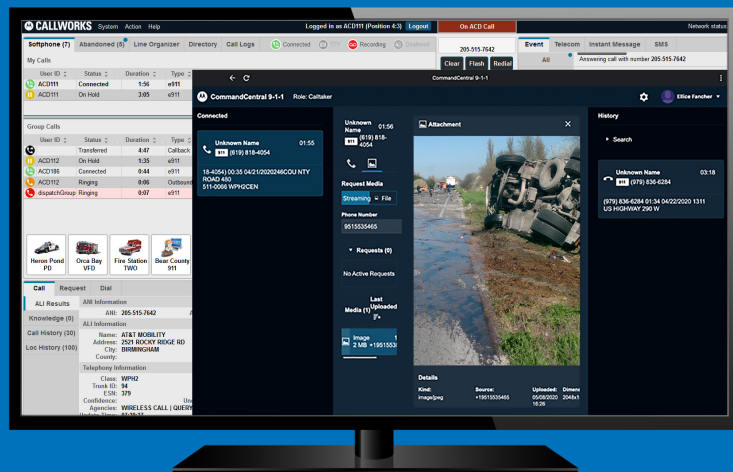 CALLWORKS System Action Help
Logged in as ACD111 (Position 4:3) Logout
On ACD Call
Network status
Softphone (7) Abandoned (5) Line Organizer Directory Call Logs
Connected TTY Recording Deafened
205-515-7642
Clear Flash Redial
Event Telecom Instant Message SMS
All
Answering call with number 205-515-7642
My Calls
User ID Status Duration Type
ACD111 Connected 1:56 e911
ACD111 On Hold 3:05 e911
Group Calls
User ID Status Duration Type
Transferred 4:47 Callback
ACD112 On Hold 1:35 e911
ACD186 Connected 0:44 e911
ACD112 Ringing 0:06 Outbound
dispatchGroup Ringing 0:07 e911
Heron Pond PD
Orca Bay VFD
Fire Station TWO
Bear County 911
Call Request Dial
ALI Results
Knowledge (0)
Call History (30)
Loc History (100)
ANI Information
ANI: 205-515-7642
ALI Information
Name: AT&T MOBILITY
Address: 2521 ROCKY RIDGE RD
City: BIRMINGHAM
County:
Telephony Information
Class: WPH2
Trunk ID: 94
ESN: 379
Confidence:
Agencies: WIRELESS CALL | QUERY
CommandCentral 9-1-1
CommandCentral 9-1-1 Role: Calltaker
Ellice Fancher
Connected
Unknown Name 01:55
911 (619) 818-4054
18-4054) 00:35 04/21/2020246COU NTY
ROAD 480
511-0066 WPH2CEN
Unknown Name 01:56
911 (619) 818-4054
Request Media
Streaming File
Phone Number
9515535465
Requests (0)
No Active Requests
Media (1)
Last Uploaded
Image 1
2 MB +1951553
Attachment
Details
Kind: Source: Uploaded:
image/jpeg +19515535465 05/08/2020 2048x1
16:26
History
Search
Unknown Name 03:18
911 (979) 836-6284
(979) 836-6284 01:34 04/22/2020 1311
US HIGHWAY 290 W